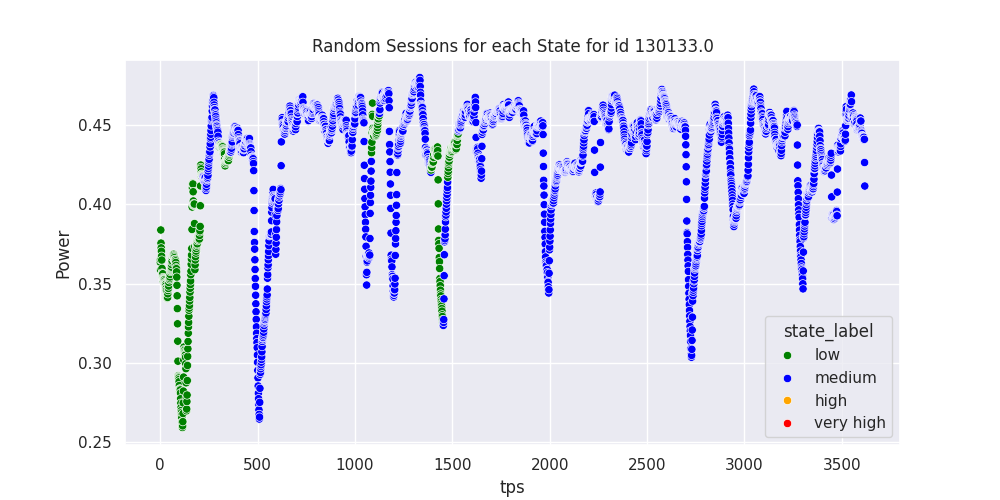 Random Sessions for each State for id 130133.0
Power
0.45
0.40
0.35
0.30
0.25
0
500
1000
1500
2000
2500
3000
3500
tps
state_label
low
medium
high
very high